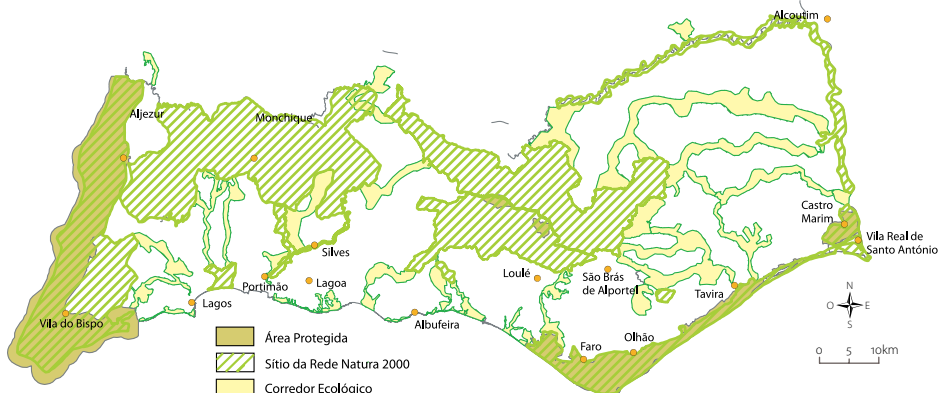 Alcoutim
Aljezur
Monchique
Castro
Marim
Vila Real de
Santo António
Silves
Loulé
São Brás
de Alportel
Portimão
Lagoa
Tavira
Lagos
Vila do Bispo
Albufeira
Faro
Olhão
N
O
E
S
0 5 10km
Área Protegida
Sítio da Rede Natura 2000
Corredor Ecológico